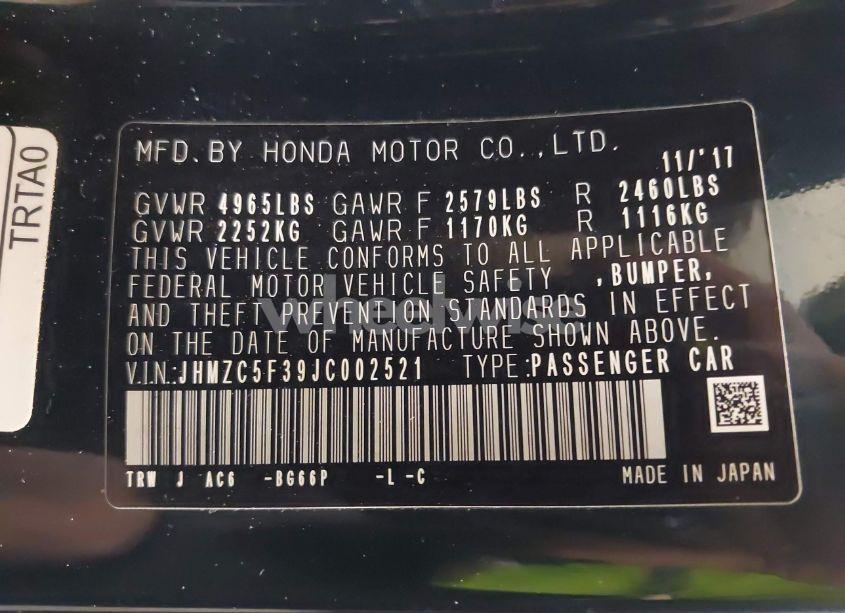 TRTA0
MFD. BY HONDA MOTOR CO., LTD. 11/'17
GVWR 4965LBS GAWR F 2579LBS R 2460LBS
GVWR 2252KG GAWR F 1170KG R 1116KG
THIS VEHICLE CONFORMS TO ALL APPLICABLE
FEDERAL MOTOR VEHICLE SAFETY ,BUMPER,
AND THEFT PREVENTION STANDARDS IN EFFECT
ON THE DATE OF MANUFACTURE SHOWN ABOVE.
V.I.N:JHMZC5F39JC002521 TYPE:PASSENGER CAR
TRW J AC6 -BG66P -L -C MADE IN JAPAN
wheelwise